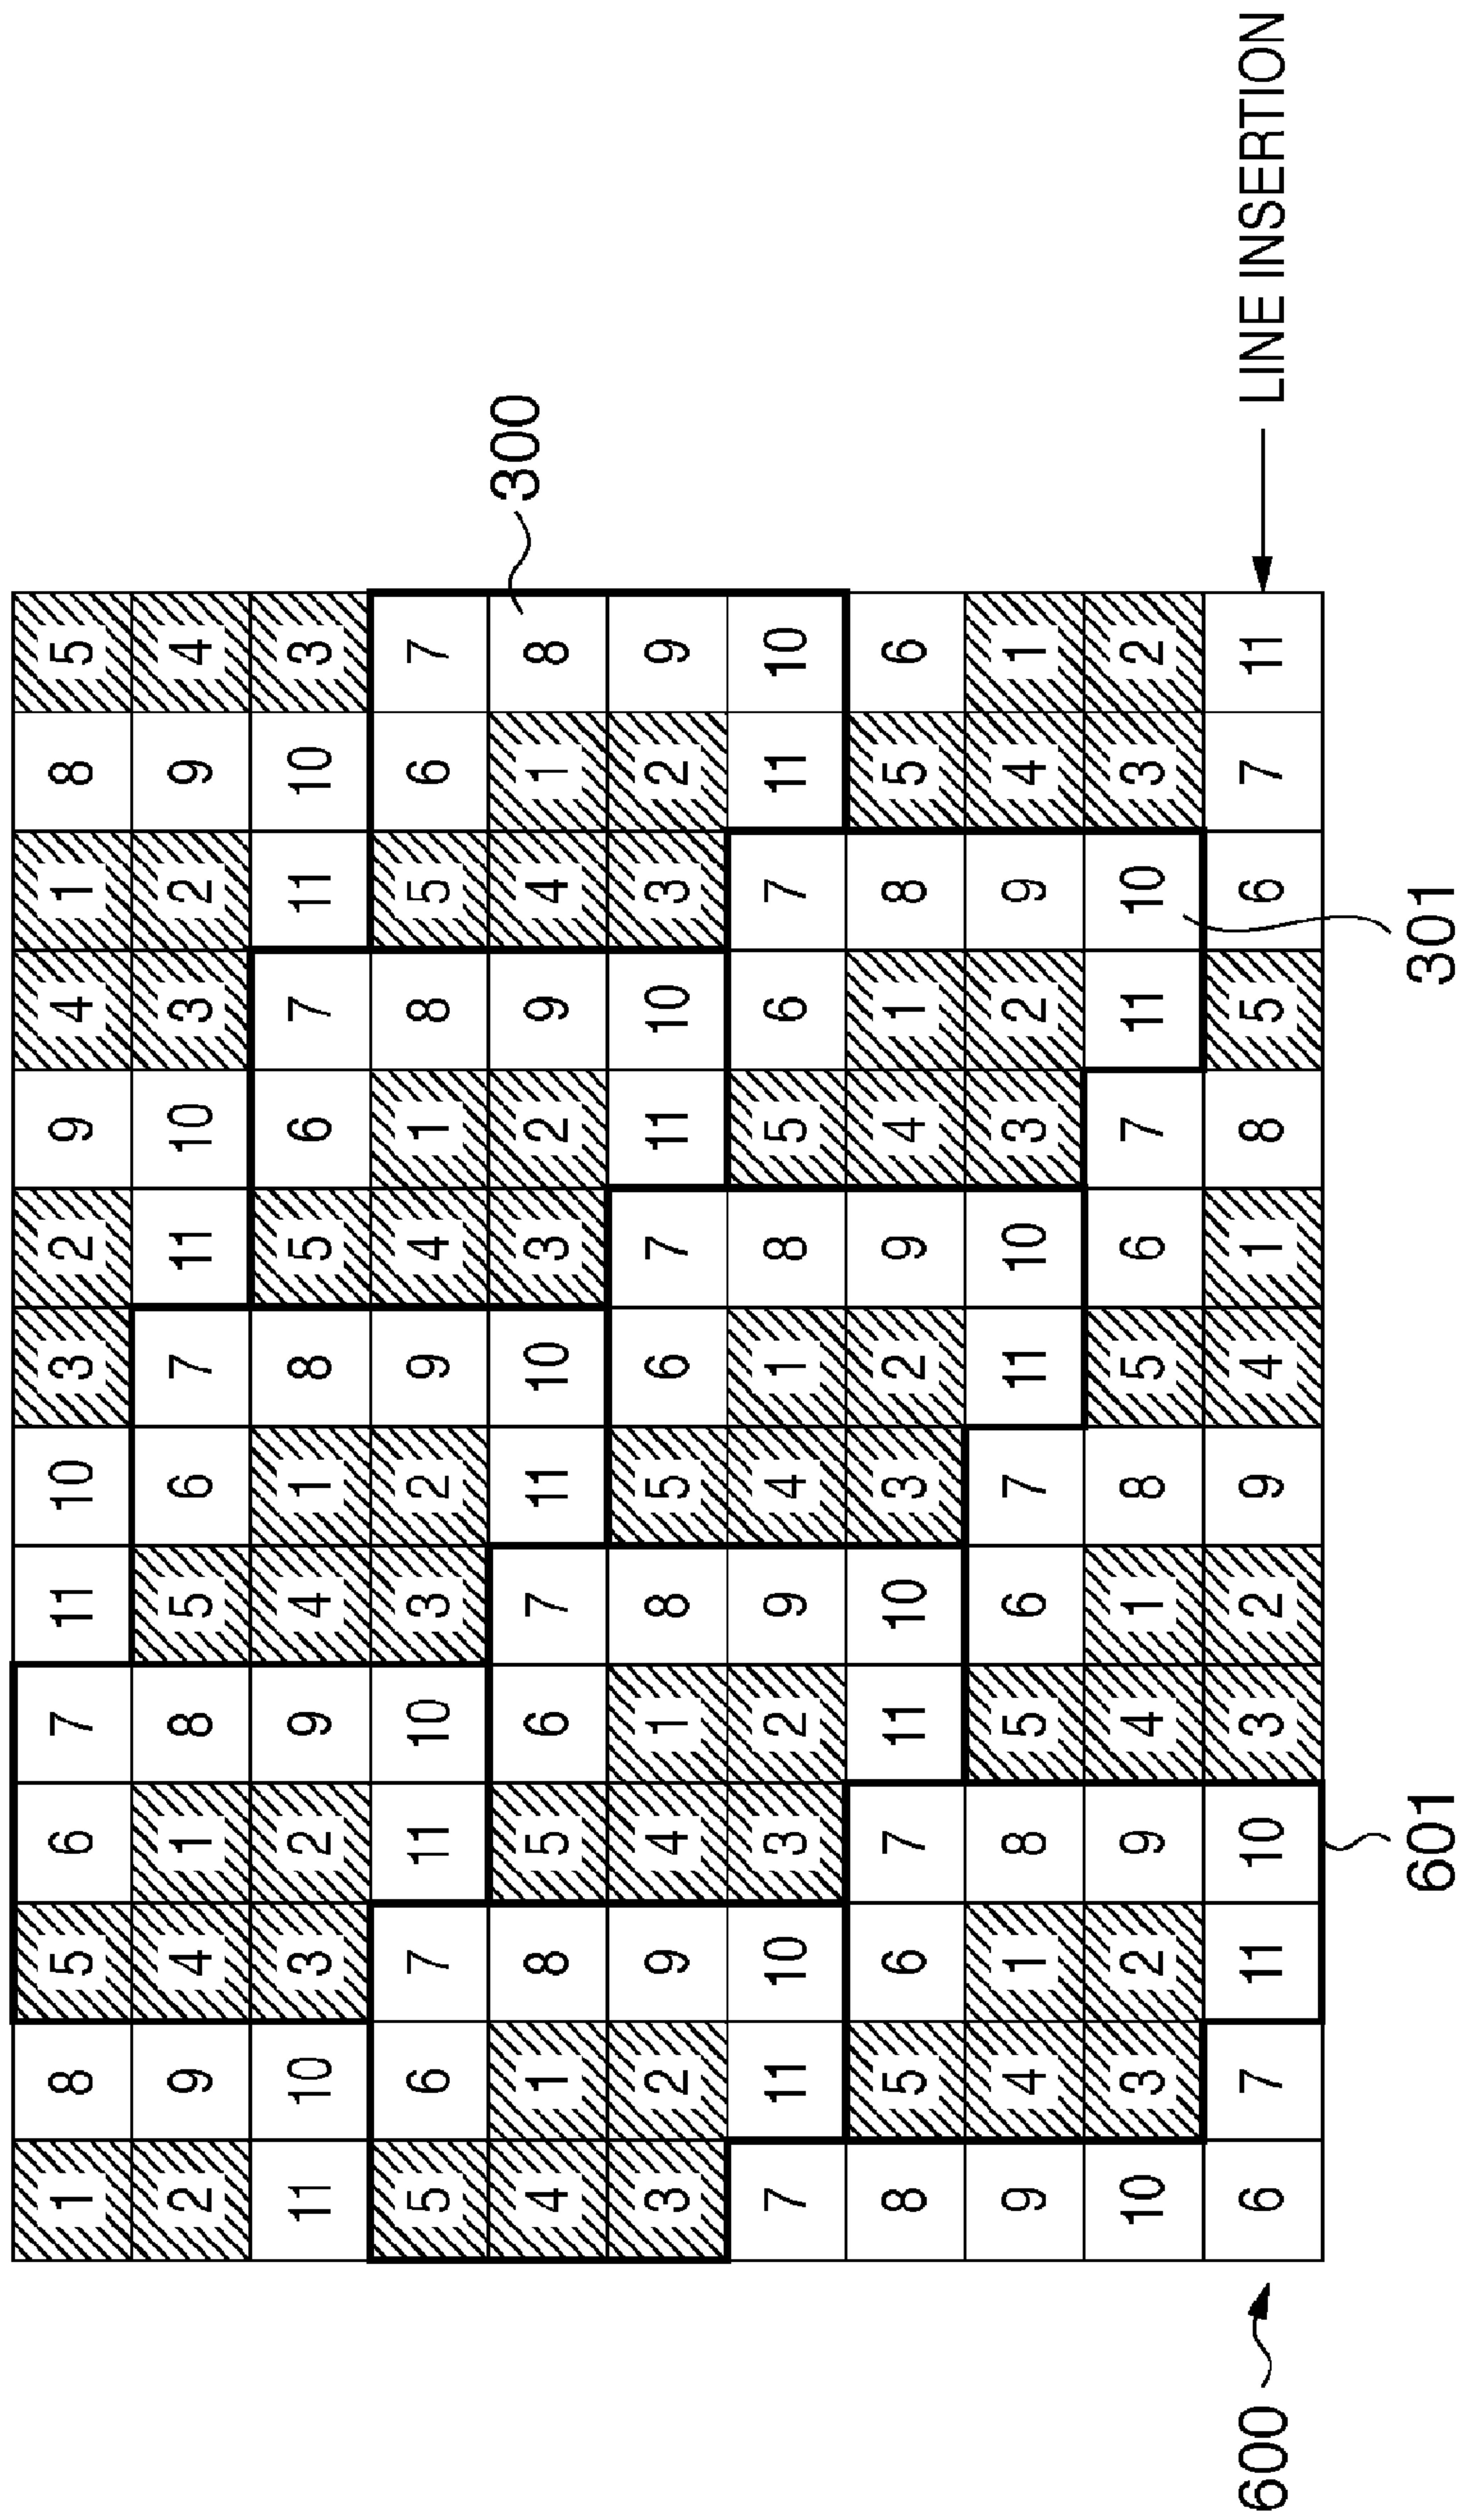 1 8 5 6 7 11 10 3 2 9 4 1 8 5
2 9 4 1 8 5 6 7 11 10 3 2 9 4
11 10 3 2 9 4 1 8 5 6 7 11 10 3
5 6 7 11 10 3 2 9 4 1 8 5 6 7
4 1 8 5 6 7 11 10 3 2 9 4 1 8 300
3 2 9 4 1 8 5 6 7 11 10 3 2 9
7 11 10 3 2 9 4 1 8 5 6 7 11 10
8 5 6 7 11 10 3 2 9 4 1 8 5 6
9 4 1 8 5 6 7 11 10 3 2 9 4 1
10 3 2 9 4 1 8 5 6 7 11 10 3 2
600 6 7 11 10 3 2 9 4 1 8 5 6 7 11 LINE INSERTION
601 301